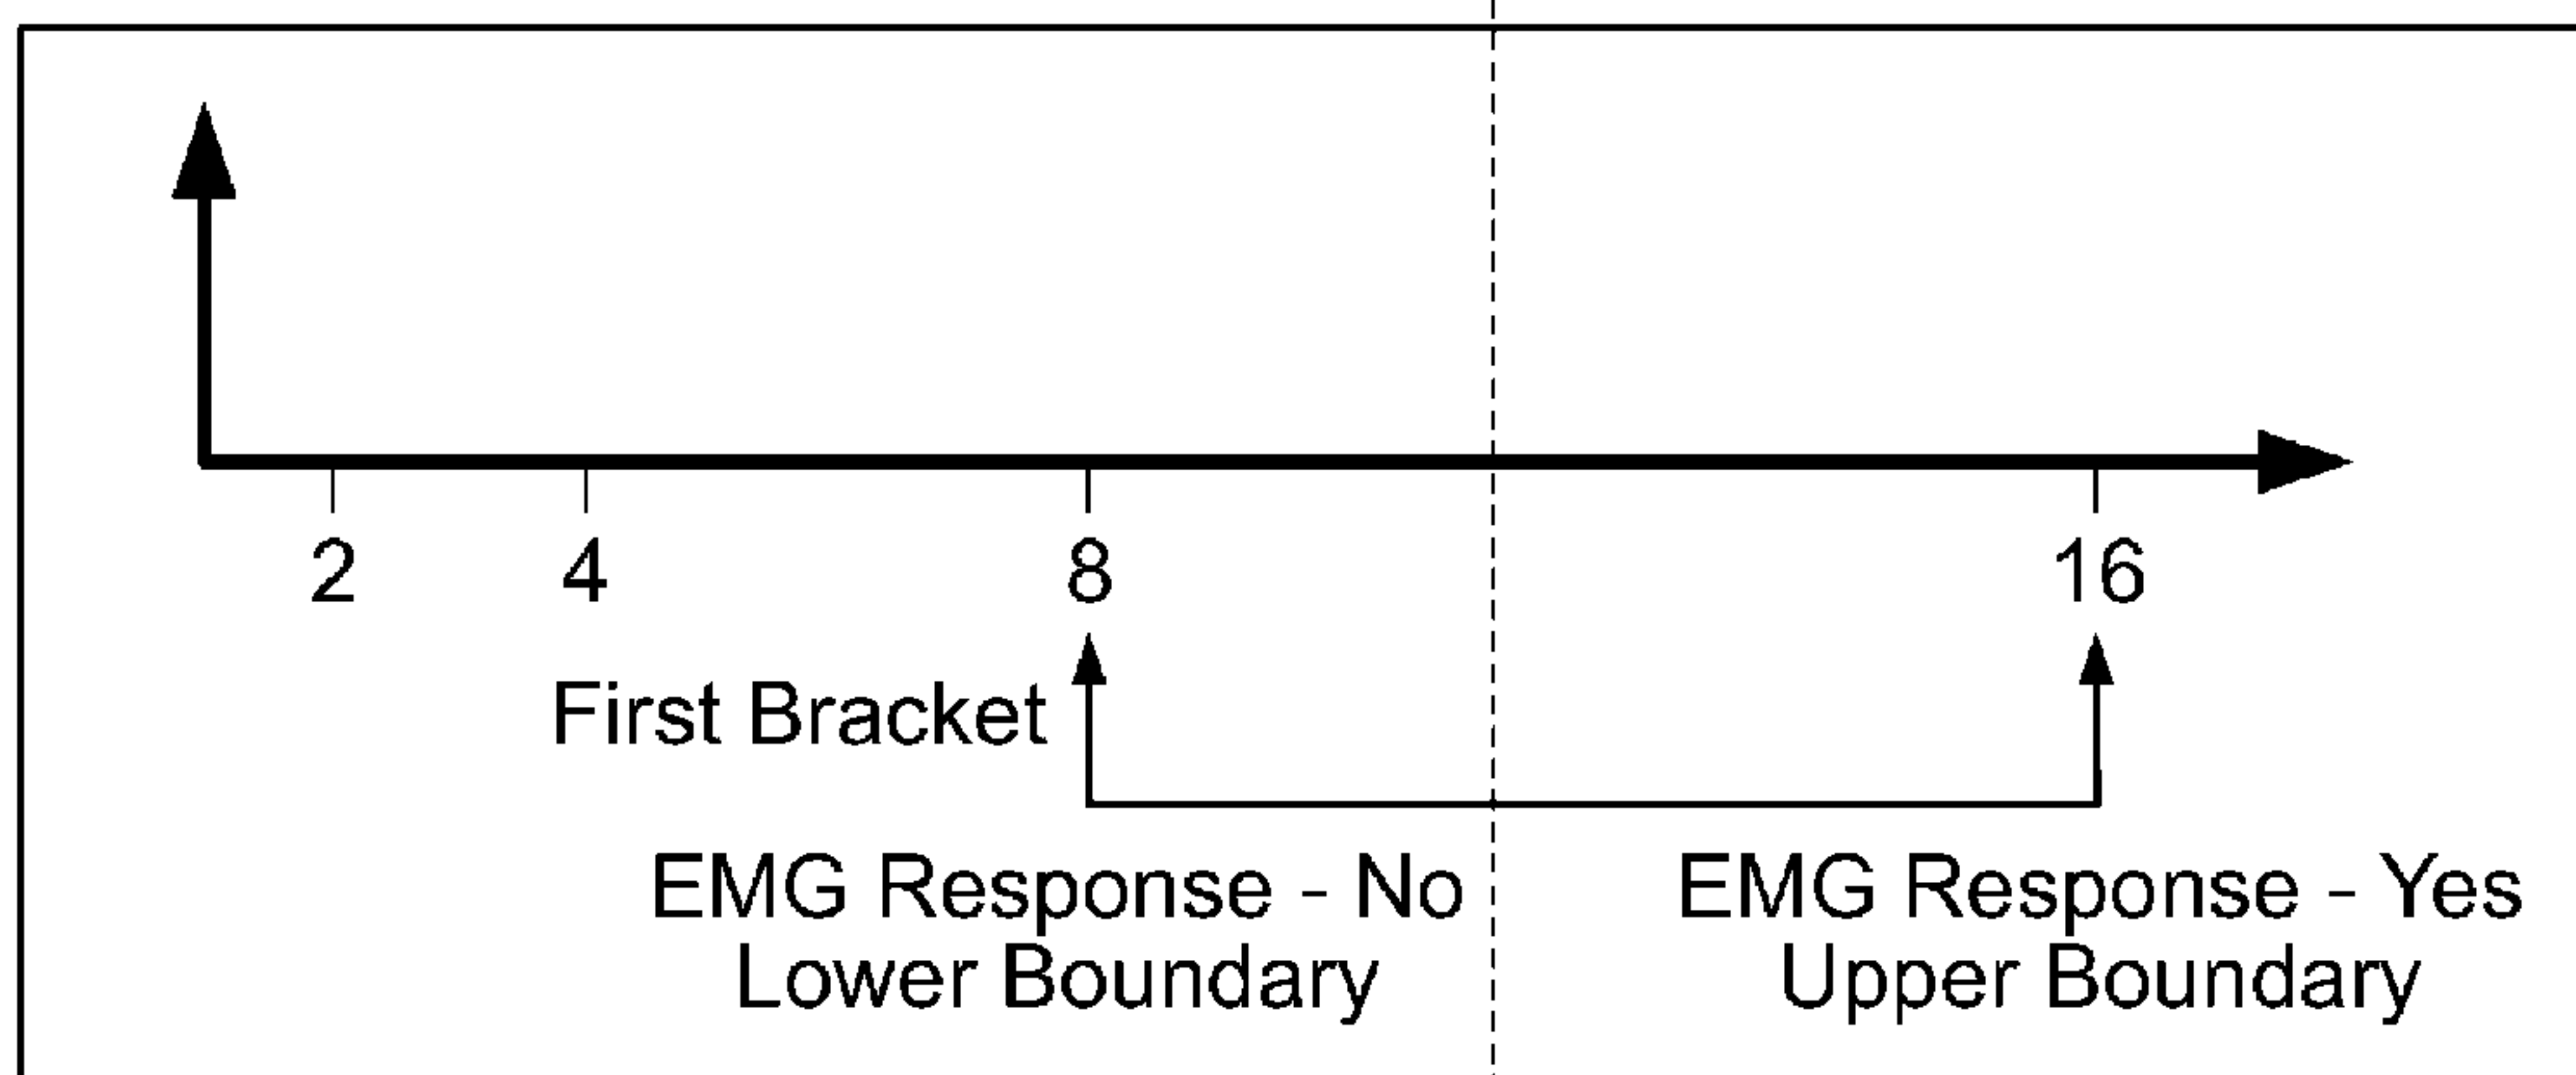 2 4 8 16
First Bracket
EMG Response - No EMG Response - Yes
Lower Boundary Upper Boundary